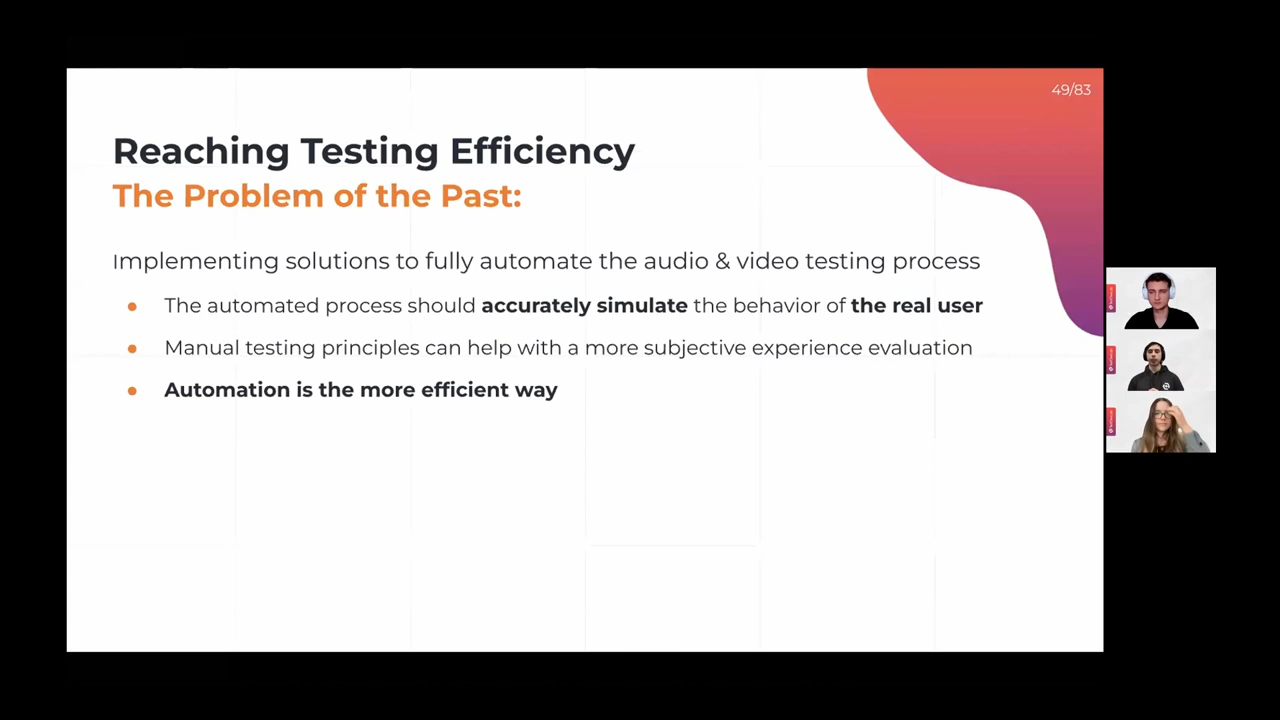 49/83
Reaching Testing Efficiency
The Problem of the Past:
Implementing solutions to fully automate the audio & video testing process
The automated process should accurately simulate the behavior of the real user
Manual testing principles can help with a more subjective experience evaluation
Automation is the more efficient way